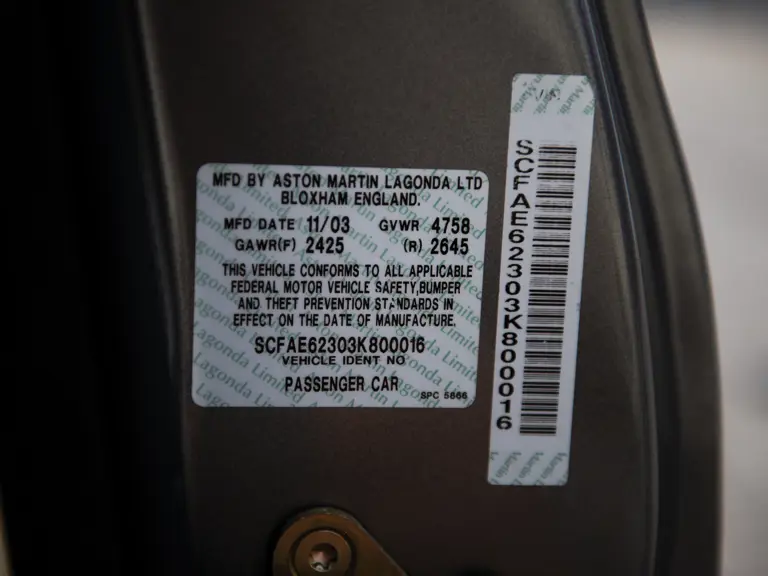 MFD BY ASTON MARTIN LAGONDA LTD
BLOXHAM ENGLAND.
MFD DATE 11/03 GVWR 4758
GAWR(F) 2425 (R) 2645
THIS VEHICLE CONFORMS TO ALL APPLICABLE
FEDERAL MOTOR VEHICLE SAFETY,BUMPER
AND THEFT PREVENTION STANDARDS IN
EFFECT ON THE DATE OF MANUFACTURE.
SCFAE62303K800016
VEHICLE IDENT NO
PASSENGER CAR
SPC 5866
SCFAE62303K800016